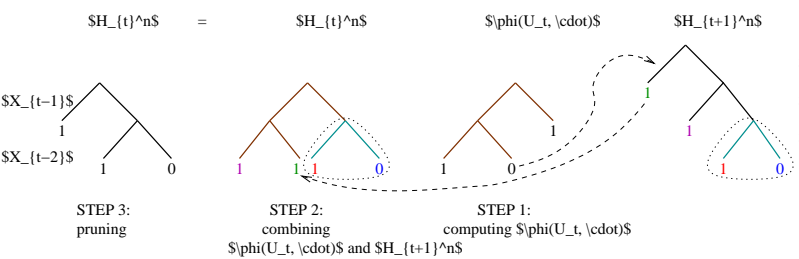 $H_{t}^n$ = $H_{t}^n$ $\phi(U_t, \cdot)$ $H_{t+1}^n$
$X_{t−1}$
1 1 1
$X_{t−2}$
1 0 1 1 1 0 1 0 1 1 0
STEP 3: STEP 2: STEP 1:
pruning combining computing $\phi(U_t, \cdot)$
$\phi(U_t, \cdot)$ and $H_{t+1}^n$